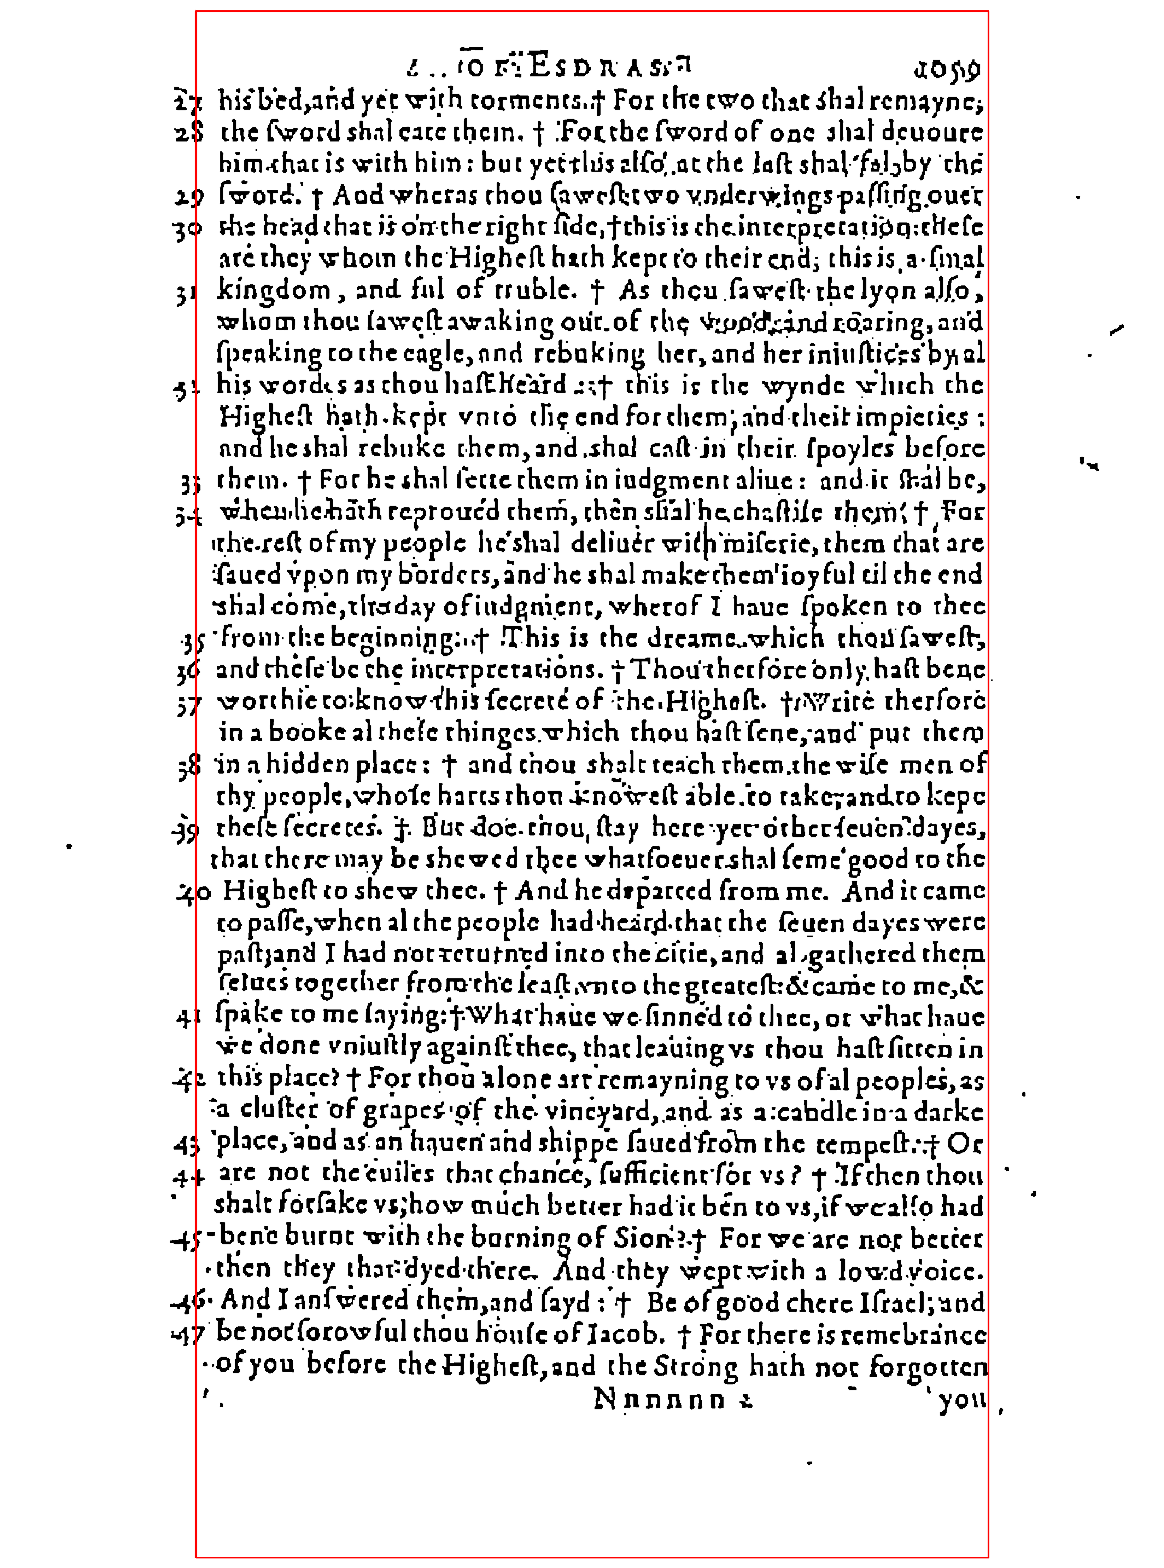 OF ESDRAS. 1059
27 his bed, and yet with torments. † For the two that shal remayne,
28 the ſword shal eate them. † For the ſword of one shal deuoure
him that is with him: but yet this alſo at the laſt shal fal by the
29 ſword. † And wheras thou ſaweſt two vnderwings paſſing ouer
30 the head that is on the right ſide, † this is the interpretation: theſe
are they whom the Higheſt hath kept to their end; this is a ſmal
31 kingdom, and ful of truble. † As thou ſaweſt the lyon alſo,
whom thou ſaweſt awaking out of the wood, and roaring, and
ſpeaking to the eagle, and rebuking her, and her iniuſtices by al
32 his wordes as thou haſt heard: † this is the wynde which the
Higheſt hath kept vnto the end for them, and their impieties:
and he shal rebuke them, and shal caſt in their ſpoyles before
33 them. † For he shal ſette them in iudgment aliue: and it ſhal be,
34 when he hath reproued them, then shal he chaſtiſe them. † For
the reſt of my people he shal deliuer with miſerie, them that are
ſaued vpon my borders, and he shal make them ioyful til the end
shal come, the day of iudgment, wherof I haue ſpoken to thee
35 from the beginning. † This is the dreame which thou ſaweſt,
36 and theſe be the interpretations. † Thou therfore only haſt bene
37 worthie to know this ſecrete of the Higheſt. † Write therfore
in a booke al theſe thinges which thou haſt ſene, and put them
38 in a hidden place: † and thou shalt teach them the wiſe men of
thy people, whoſe harts thou knoweſt able to take, and to kepe
39 theſe ſecretes. † But doe thou ſtay here yet other ſeuen dayes,
that there may be shewed thee whatſoeuer shal ſeme good to the
40 Higheſt to shew thee. † And he departed from me. And it came
to paſſe, when al the people had heard that the ſeuen dayes were
paſt, and I had not returned into the citie, and al gathered them
ſelues together from the leaſt vnto the greateſt: & came to me, &
41 ſpake to me ſaying: † What haue we ſinned to thee, or what haue
we done vniuſtly againſt thee, that leauing vs thou haſt ſitten in
42 this place? † For thou alone art remayning to vs of al peoples, as
a cluſter of grapes of the vineyard, and as a candle in a darke
43 place, and as an hauen and shippe ſaued from the tempeſt. † Or
44 are not the euiles that chance, ſufficient for vs? † If then thou
shalt forſake vs, how much better had it ben to vs, if we alſo had
45 bene burnt with the burning of Sion? † For we are not better
then they that dyed there. And they wept with a lowd voice.
46 And I anſwered them, and ſayd: † Be of good chere Iſrael, and
47 be not ſorowful thou houſe of Iacob. † For there is remẽbrance
of you before the Higheſt, and the Strong hath not forgotten
Nnnnnn 2 you